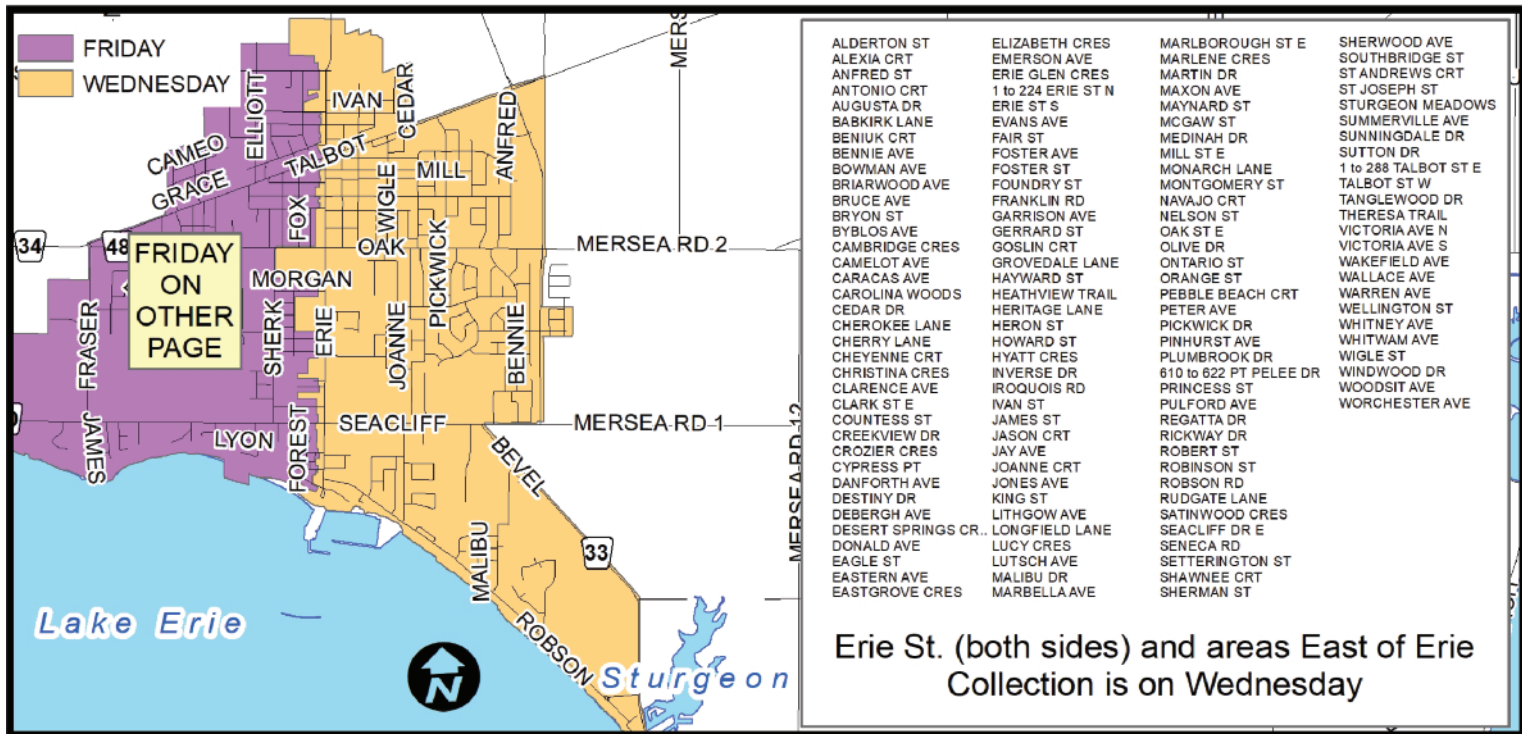 FRIDAY
WEDNESDAY
IVAN
CEDAR
ELLIOTT
CAMEO
GRACE
TALBOT
ANFRED
MILL
WIGLE
FOX
34
48
OAK
MERSEA RD 2
FRIDAY
ON
OTHER
PAGE
MORGAN
PICKWICK
SHERK
ERIE
JOANNE
BENNIE
FRASER
JAMES
SEACLIFF
MERSEA RD 1
LYON
FOREST
BEVEL
MERSEA RD 12
33
MALIBU
ROBSON
Lake Erie
N
Sturgeon
ALDERTON ST
ALEXIA CRT
ANFRED ST
ANTONIO CRT
AUGUSTA DR
BABKIRK LANE
BENIUK CRT
BENNIE AVE
BOWMAN AVE
BRIARWOOD AVE
BRUCE AVE
BRYON ST
BYBLOS AVE
CAMBRIDGE CRES
CAMELOT AVE
CARACAS AVE
CAROLINA WOODS
CEDAR DR
CHEROKEE LANE
CHERRY LANE
CHEYENNE CRT
CHRISTINA CRES
CLARENCE AVE
CLARK ST E
COUNTESS ST
CREEKVIEW DR
CROZIER CRES
CYPRESS PT
DANFORTH AVE
DESTINY DR
DEBERGH AVE
DESERT SPRINGS CR..
DONALD AVE
EAGLE ST
EASTERN AVE
EASTGROVE CRES
ELIZABETH CRES
EMERSON AVE
ERIE GLEN CRES
1 to 224 ERIE ST N
ERIE ST S
EVANS AVE
FAIR ST
FOSTER AVE
FOSTER ST
FOUNDRY ST
FRANKLIN RD
GARRISON AVE
GERRARD ST
GOSLIN CRT
GROVEDALE LANE
HAYWARD ST
HEATHVIEW TRAIL
HERITAGE LANE
HERON ST
HOWARD ST
HYATT CRES
INVERSE DR
IROQUOIS RD
IVAN ST
JAMES ST
JASON CRT
JAY AVE
JOANNE CRT
JONES AVE
KING ST
LITHGOW AVE
LONGFIELD LANE
LUCY CRES
LUTSCH AVE
MALIBU DR
MARBELLA AVE
MARLBOROUGH ST E
MARLENE CRES
MARTIN DR
MAXON AVE
MAYNARD ST
MCGAW ST
MEDINAH DR
MILL ST E
MONARCH LANE
MONTGOMERY ST
NAVAJO CRT
NELSON ST
OAK ST E
OLIVE DR
ONTARIO ST
ORANGE ST
PEBBLE BEACH CRT
PETER AVE
PICKWICK DR
PINHURST AVE
PLUMBROOK DR
610 to 622 PT PELEE DR
PRINCESS ST
PULFORD AVE
REGATTA DR
RICKWAY DR
ROBERT ST
ROBINSON ST
ROBSON RD
RUDGATE LANE
SATINWOOD CRES
SEACLIFF DR E
SENECA RD
SETTERINGTON ST
SHAWNEE CRT
SHERMAN ST
SHERWOOD AVE
SOUTHBRIDGE ST
ST ANDREWS CRT
ST JOSEPH ST
STURGEON MEADOWS
SUMMERVILLE AVE
SUNNINGDALE DR
SUTTON DR
1 to 288 TALBOT ST E
TALBOT ST W
TANGLEWOOD DR
THERESA TRAIL
VICTORIA AVE N
VICTORIA AVE S
WAKEFIELD AVE
WALLACE AVE
WARREN AVE
WELLINGTON ST
WHITNEY AVE
WHITWAM AVE
WIGLE ST
WINDWOOD DR
WOODSIT AVE
WORCHESTER AVE
Erie St. (both sides) and areas East of Erie
Collection is on Wednesday